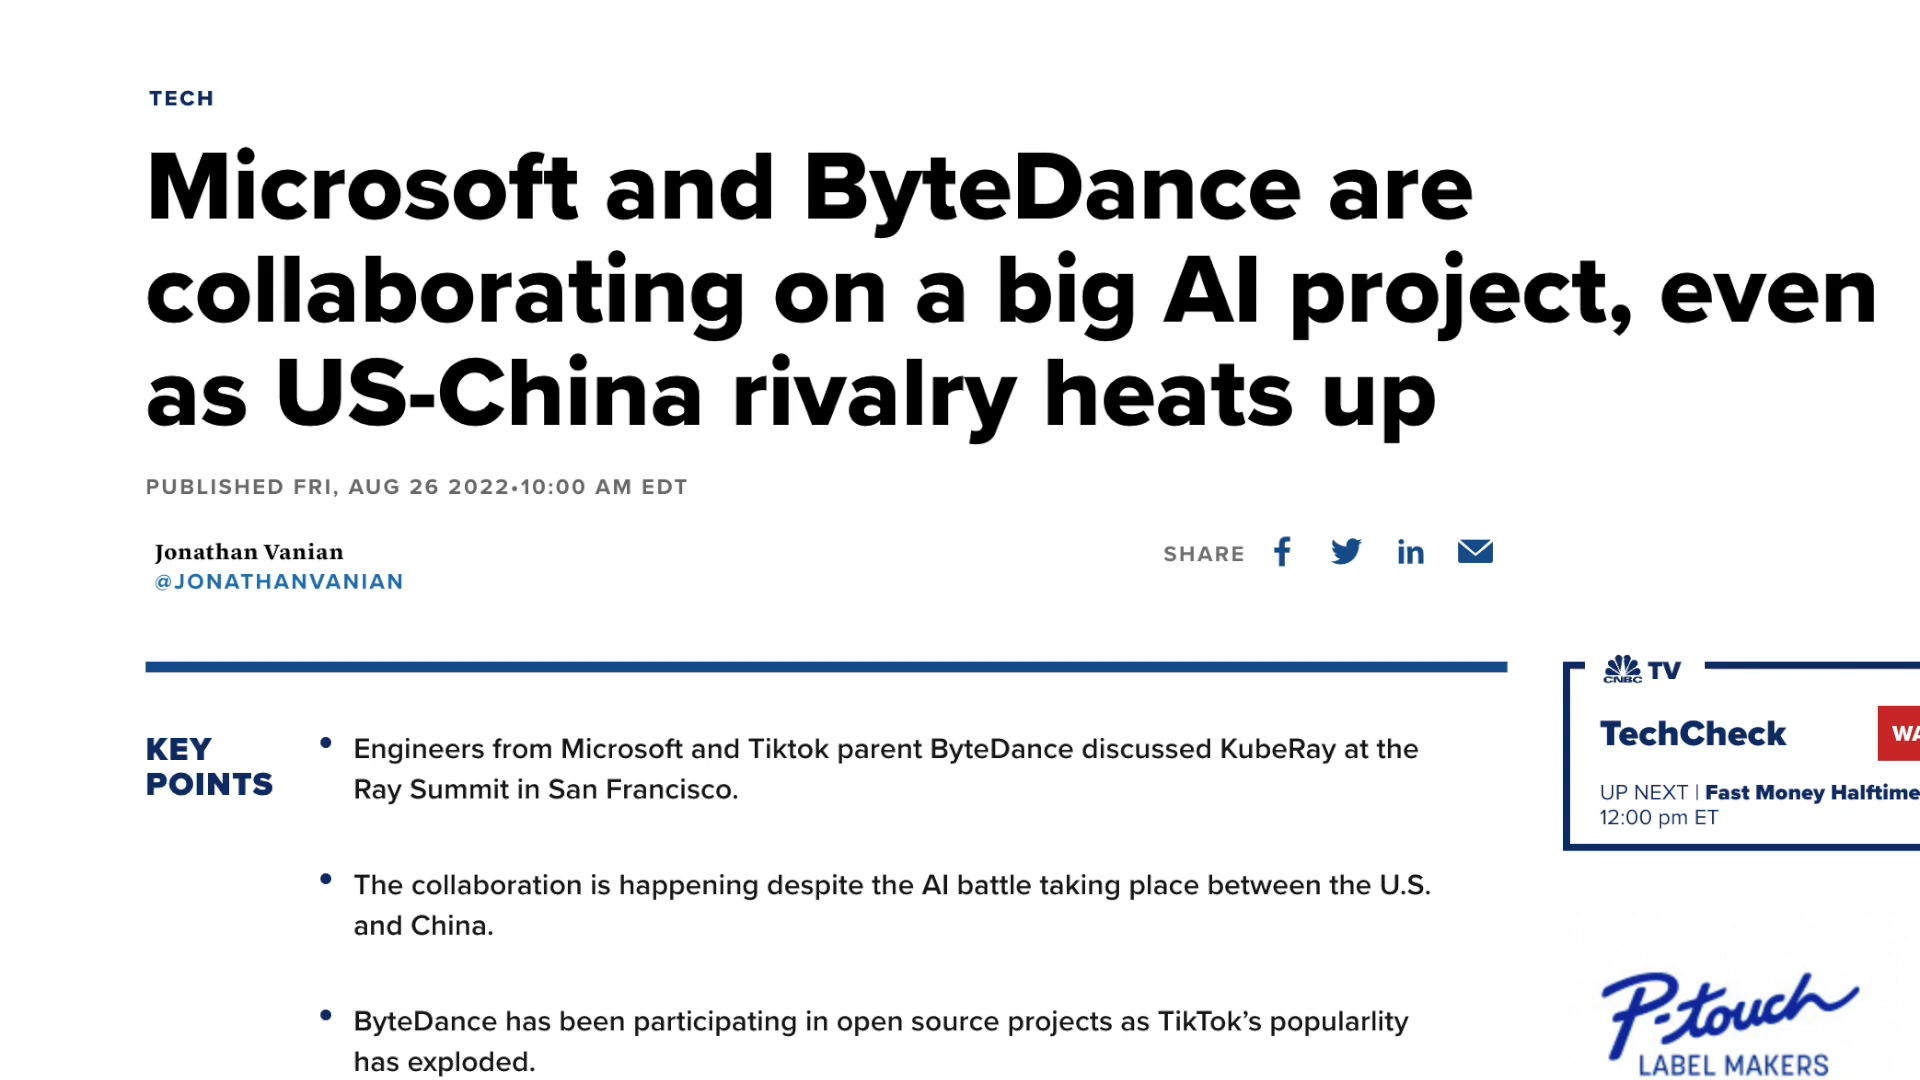 TECH
Microsoft and ByteDance are
collaborating on a big AI project, even
as US-China rivalry heats up
PUBLISHED FRI, AUG 26 2022•10:00 AM EDT
Jonathan Vanian
@JONATHANVANIAN
SHARE
KEY
POINTS
• Engineers from Microsoft and Tiktok parent ByteDance discussed KubeRay at the
Ray Summit in San Francisco.
• The collaboration is happening despite the AI battle taking place between the U.S.
and China.
• ByteDance has been participating in open source projects as TikTok’s popularlity
has exploded.
CNBC TV
TechCheck
WA
UP NEXT | Fast Money Halftime
12:00 pm ET
P-touch
LABEL MAKERS